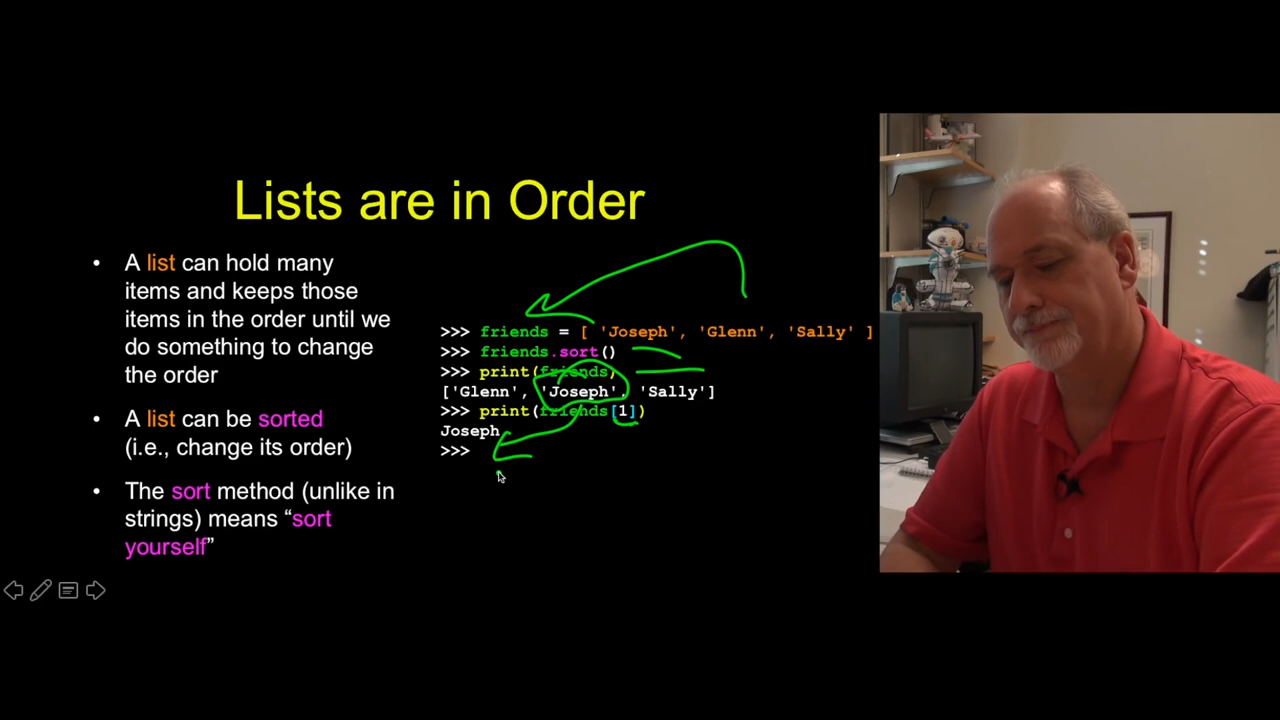 Lists are in Order
• A list can hold many
items and keeps those
items in the order until we
do something to change
the order
• A list can be sorted
(i.e., change its order)
• The sort method (unlike in
strings) means “sort
yourself”
>>> friends = [ 'Joseph', 'Glenn', 'Sally' ]
>>> friends.sort()
>>> print(friends)
['Glenn', 'Joseph', 'Sally']
>>> print(friends[1])
Joseph
>>>